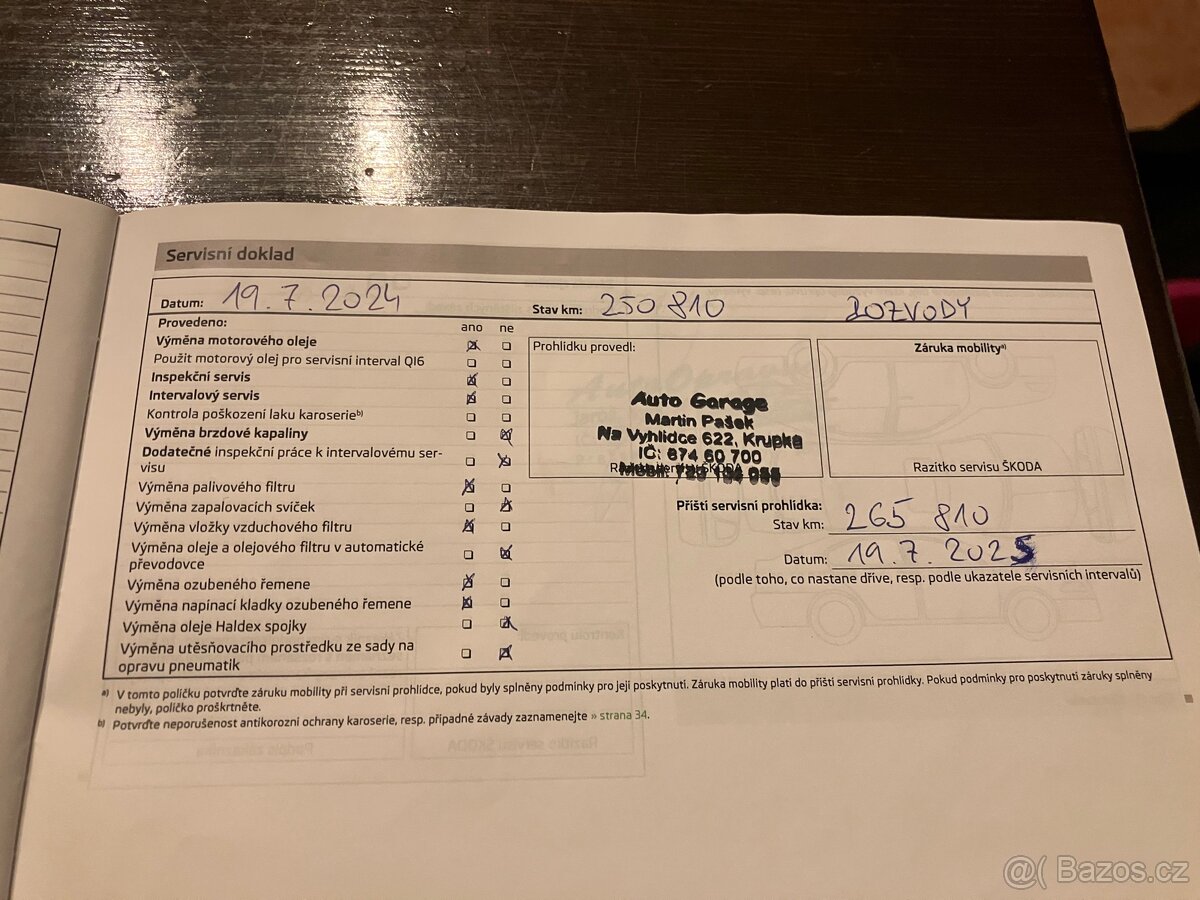 Servisní doklad
Datum: 19.7.2024 Stav km: 250 810 ROZVODY
Provedeno: ano ne
Výměna motorového oleje
Použit motorový olej pro servisní interval QI6
Inspekční servis
Intervalový servis
Kontrola poškození laku karoserie b)
Výměna brzdové kapaliny
Dodatečné inspekční práce k intervalovému ser-
visu
Výměna palivového filtru
Výměna zapalovacích svíček
Výměna vložky vzduchového filtru
Výměna oleje a olejového filtru v automatické
převodovce
Výměna ozubeného řemene
Výměna napínací kladky ozubeného řemene
Výměna oleje Haldex spojky
Výměna utěsňovacího prostředku ze sady na
opravu pneumatik
Prohlídku provedl:
Auto Garage
Martin Pašek
Na Vyhlídce 622, Krupka
IČ: 874 60 700
Razítko servisu ŠKODA
Záruka mobility a)
Razítko servisu ŠKODA
Příští servisní prohlídka:
Stav km: 265 810
Datum: 19.7.2025
(podle toho, co nastane dříve, resp. podle ukazatele servisních intervalů)
a) V tomto políčku potvrďte záruku mobility při servisní prohlídce, pokud byly splněny podmínky pro její poskytnutí. Záruka mobility platí do příští servisní prohlídky. Pokud podmínky pro poskytnutí záruky splněny
nebyly, políčko proškrtněte.
b) Potvrďte neporušenost antikorozní ochrany karoserie, resp. případné závady zaznamenejte » strana 34.
Bazos.cz